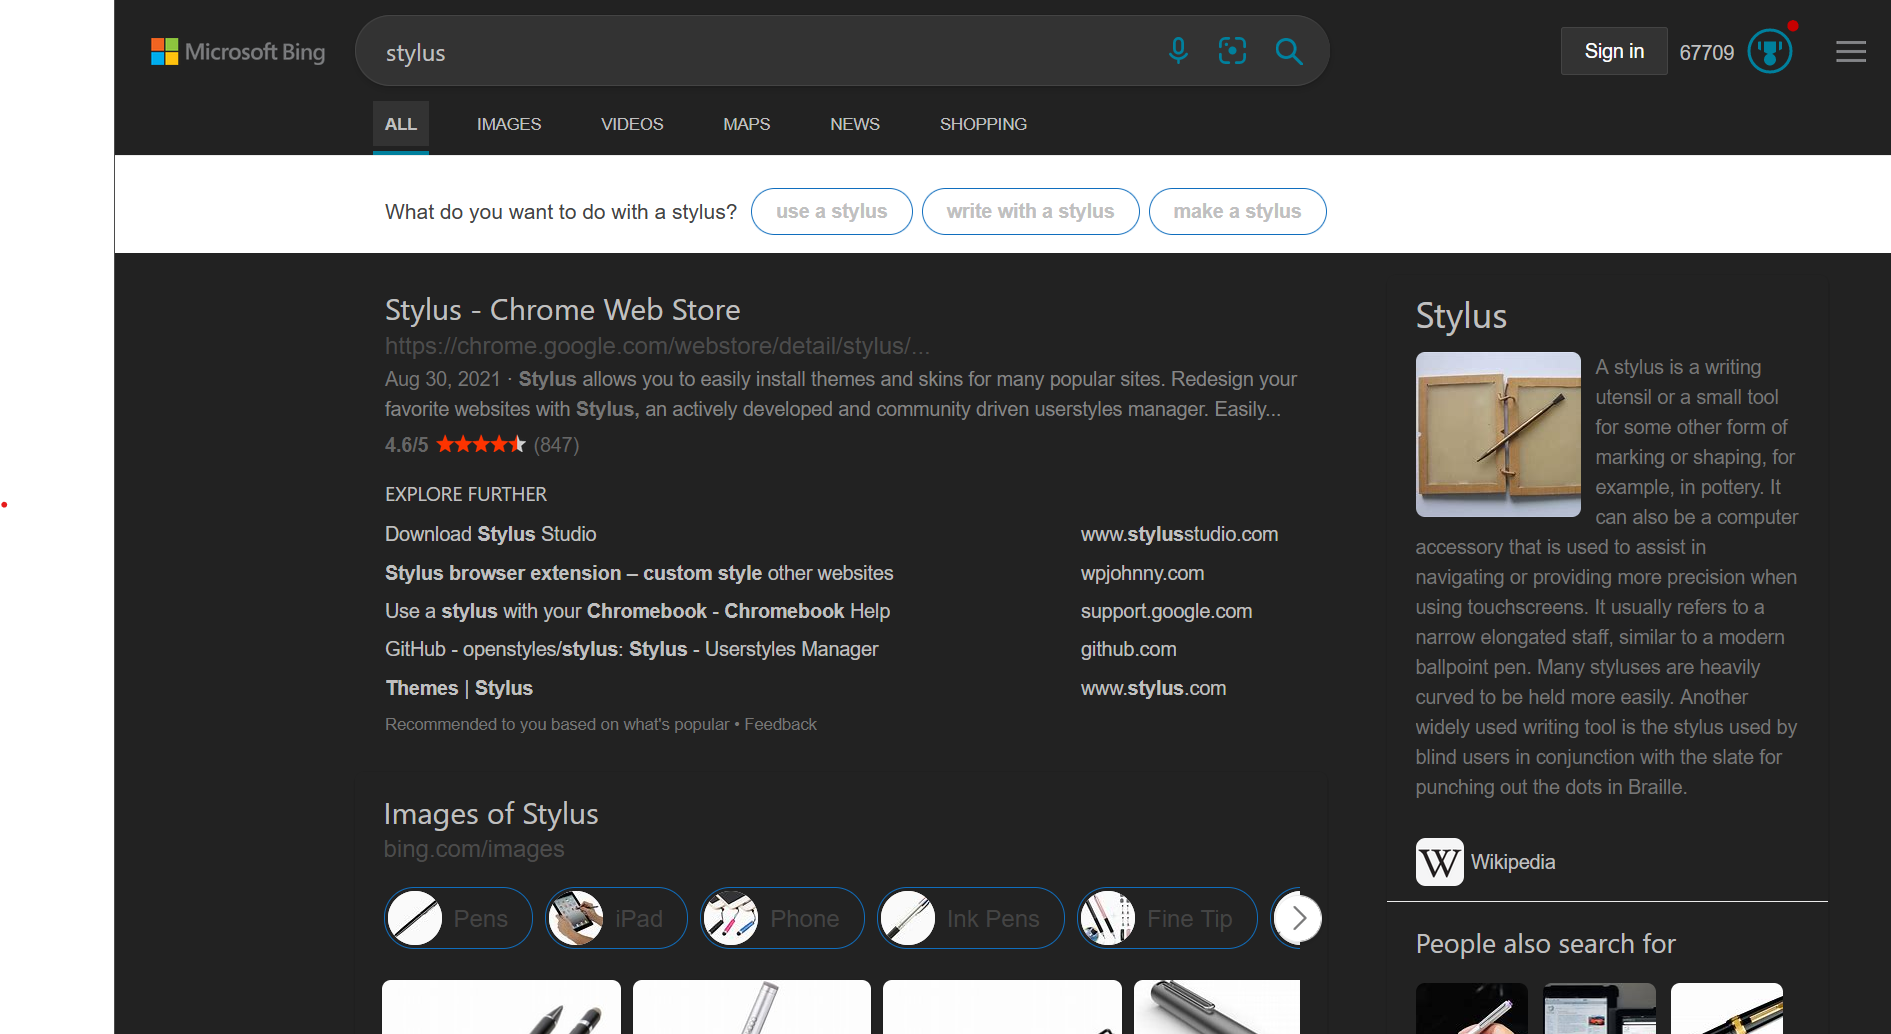 Microsoft Bing
stylus
Sign in
67709
ALL
IMAGES
VIDEOS
MAPS
NEWS
SHOPPING
What do you want to do with a stylus?
use a stylus
write with a stylus
make a stylus
Stylus - Chrome Web Store
https://chrome.google.com/webstore/detail/stylus/...
Aug 30, 2021 · Stylus allows you to easily install themes and skins for many popular sites. Redesign your
favorite websites with Stylus, an actively developed and community driven userstyles manager. Easily...
4.6/5 (847)
EXPLORE FURTHER
Download Stylus Studio www.stylusstudio.com
Stylus browser extension – custom style other websites wpjohnny.com
Use a stylus with your Chromebook - Chromebook Help support.google.com
GitHub - openstyles/stylus: Stylus - Userstyles Manager github.com
Themes | Stylus www.stylus.com
Recommended to you based on what's popular • Feedback
Images of Stylus
bing.com/images
Pens
iPad
Phone
Ink Pens
Fine Tip
Stylus
A stylus is a writing
utensil or a small tool
for some other form of
marking or shaping, for
example, in pottery. It
can also be a computer
accessory that is used to assist in
navigating or providing more precision when
using touchscreens. It usually refers to a
narrow elongated staff, similar to a modern
ballpoint pen. Many styluses are heavily
curved to be held more easily. Another
widely used writing tool is the stylus used by
blind users in conjunction with the slate for
punching out the dots in Braille.
W Wikipedia
People also search for